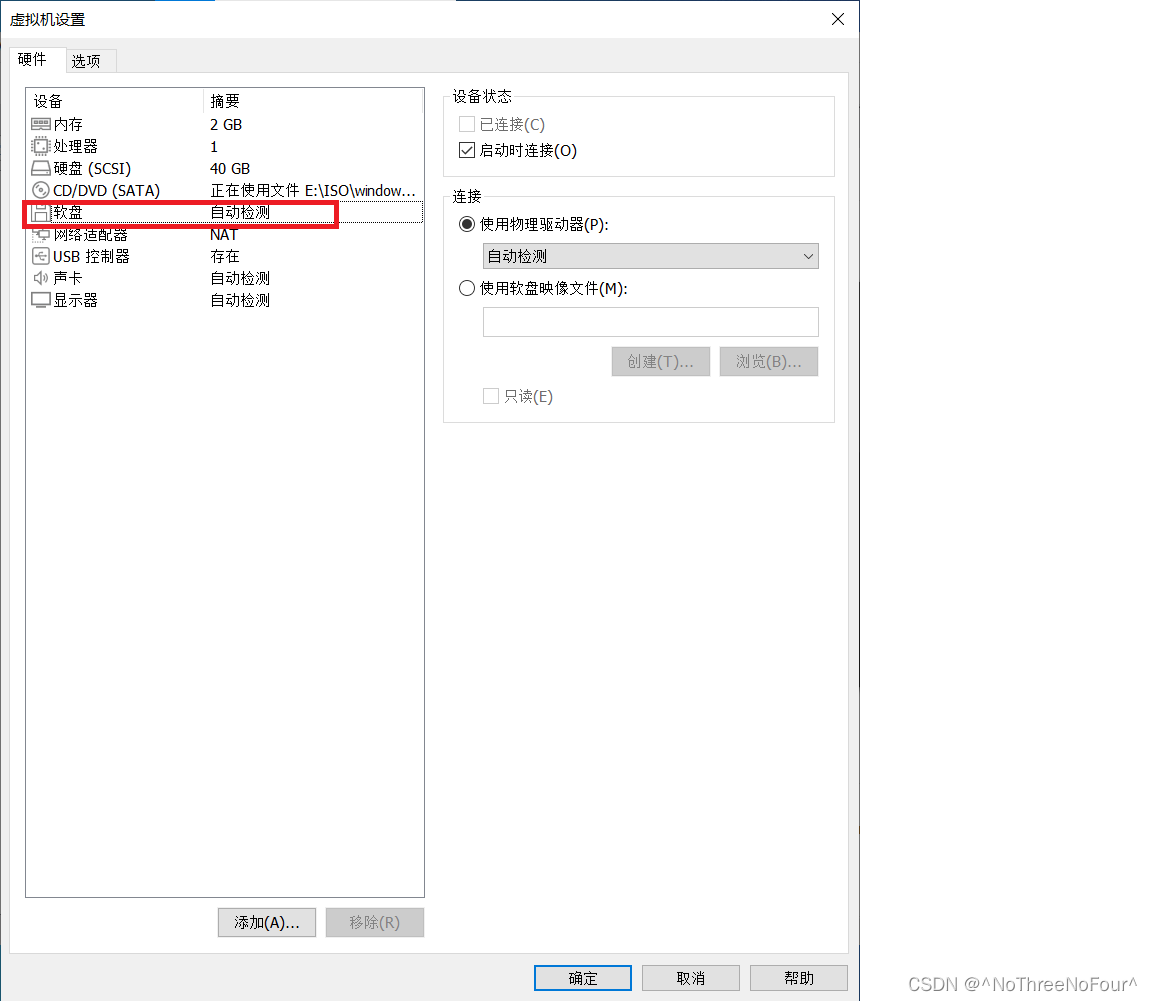 虚拟机设置
硬件 选项
设备 摘要
内存 2 GB
处理器 1
硬盘 (SCSI) 40 GB
CD/DVD (SATA) 正在使用文件 E:\ISO\window...
软盘 自动检测
网络适配器 NAT
USB 控制器 存在
声卡 自动检测
显示器 自动检测
添加(A)... 移除(R)
设备状态
已连接(C)
启动时连接(O)
连接
使用物理驱动器(P):
自动检测
使用软盘映像文件(M):
创建(T)... 浏览(B)...
只读(E)
确定 取消 帮助
CSDN @^NoThreeNoFour^